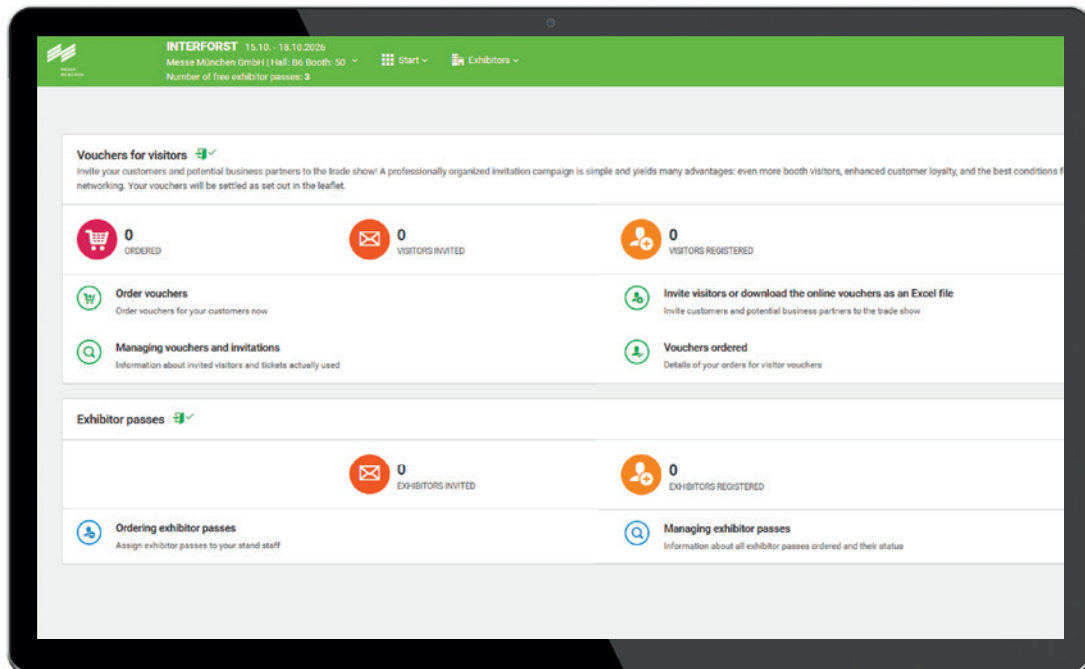 MESSE
MÜNCHEN
INTERFORST 15.10. - 18.10.2026
Messe München GmbH | Hall: B6 Booth: 50
Number of free exhibitor passes: 3
Start
Exhibitors
Vouchers for visitors
Invite your customers and potential business partners to the trade show! A professionally organized invitation campaign is simple and yields many advantages: even more booth visitors, enhanced customer loyalty, and the best conditions f
networking. Your vouchers will be settled as set out in the leaflet.
0
ORDERED
0
VISITORS INVITED
0
VISITORS REGISTERED
Order vouchers
Order vouchers for your customers now
Invite visitors or download the online vouchers as an Excel file
Invite customers and potential business partners to the trade show
Managing vouchers and invitations
Information about invited visitors and tickets actually used
Vouchers ordered
Details of your orders for visitor vouchers
Exhibitor passes
0
EXHIBITORS INVITED
0
EXHIBITORS REGISTERED
Ordering exhibitor passes
Assign exhibitor passes to your stand staff
Managing exhibitor passes
Information about all exhibitor passes ordered and their status